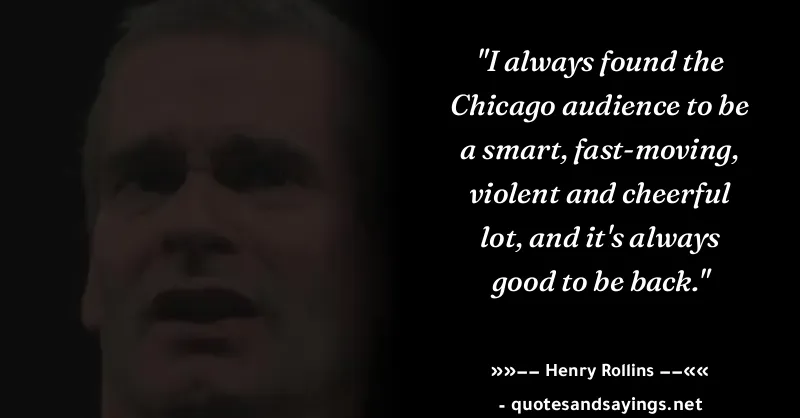 "I always found the
Chicago audience to be
a smart, fast-moving,
violent and cheerful
lot, and it's always
good to be back."
»»−− Henry Rollins −−««
- quotesandsayings.net